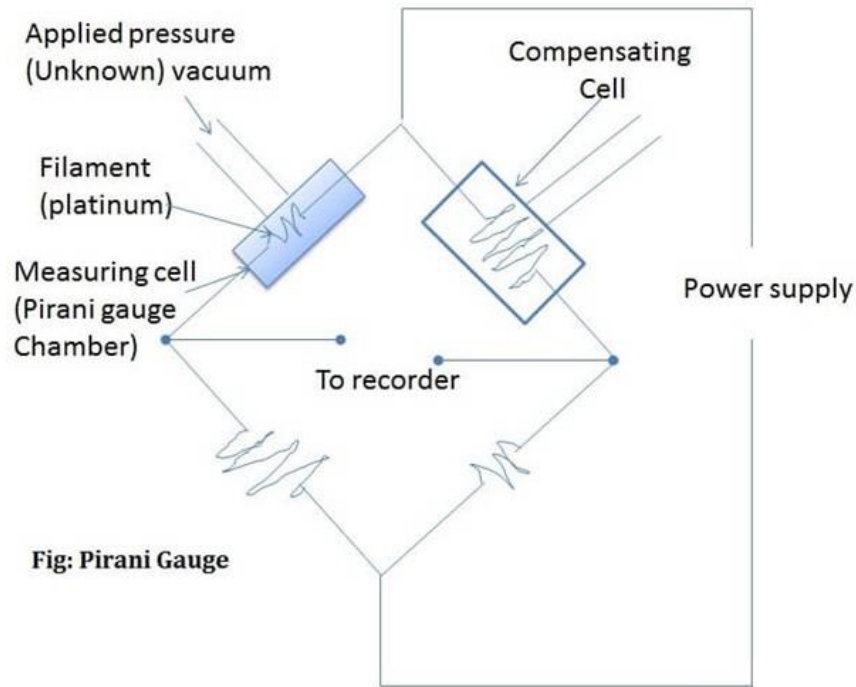 Applied pressure
(Unknown) vacuum
Compensating
Cell
Filament
(platinum)
Measuring cell
(Pirani gauge
Chamber)
Power supply
To recorder
Fig: Pirani Gauge